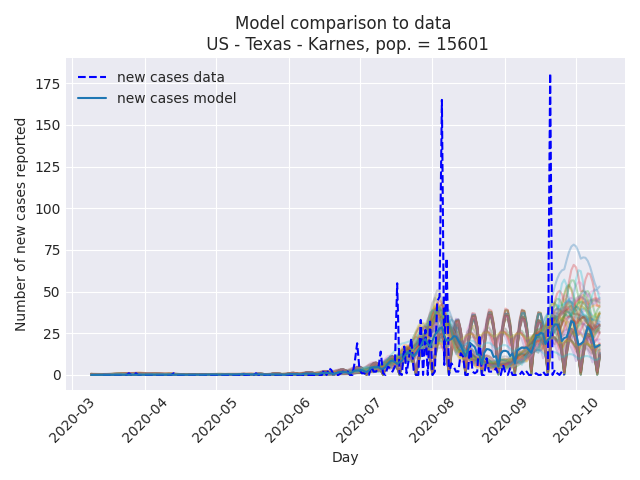 Model comparison to data
US - Texas - Karnes, pop. = 15601
new cases data
new cases model
Number of new cases reported
175
150
125
100
75
50
25
0
2020-03
2020-04
2020-05
2020-06
2020-07
2020-08
2020-09
2020-10
Day